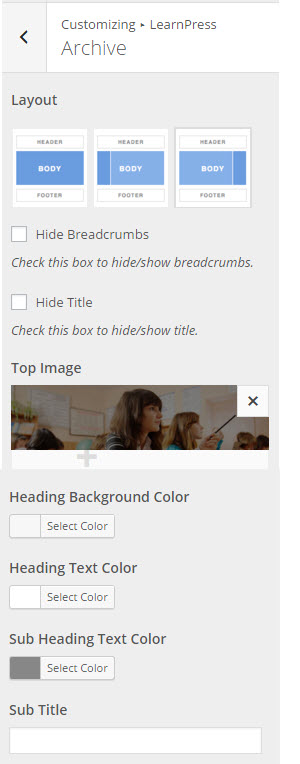 Customizing ▸ LearnPress
Archive
Layout
HEADER HEADER HEADER
BODY BODY BODY
FOOTER FOOTER FOOTER
Hide Breadcrumbs
Check this box to hide/show breadcrumbs.
Hide Title
Check this box to hide/show title.
Top Image
Heading Background Color
Select Color
Heading Text Color
Select Color
Sub Heading Text Color
Select Color
Sub Title